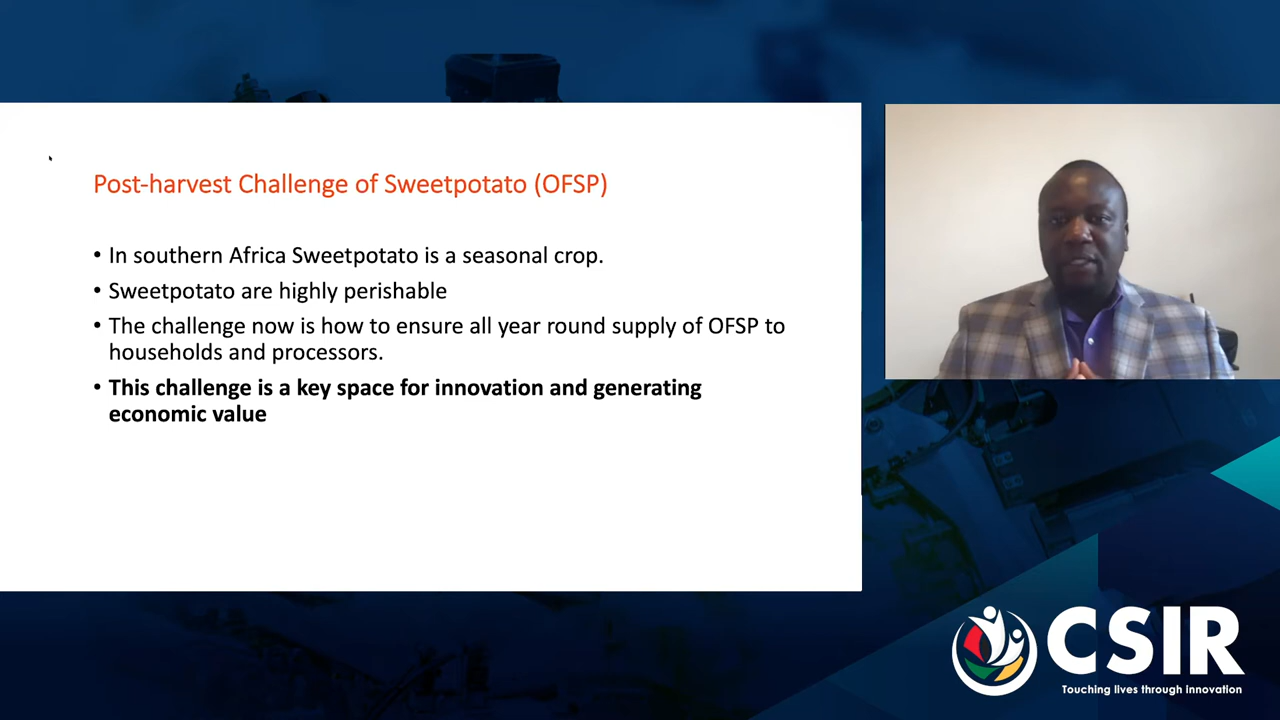 Post-harvest Challenge of Sweetpotato (OFSP)
• In southern Africa Sweetpotato is a seasonal crop.
• Sweetpotato are highly perishable
• The challenge now is how to ensure all year round supply of OFSP to
households and processors.
• This challenge is a key space for innovation and generating
economic value
CSIR
Touching lives through innovation